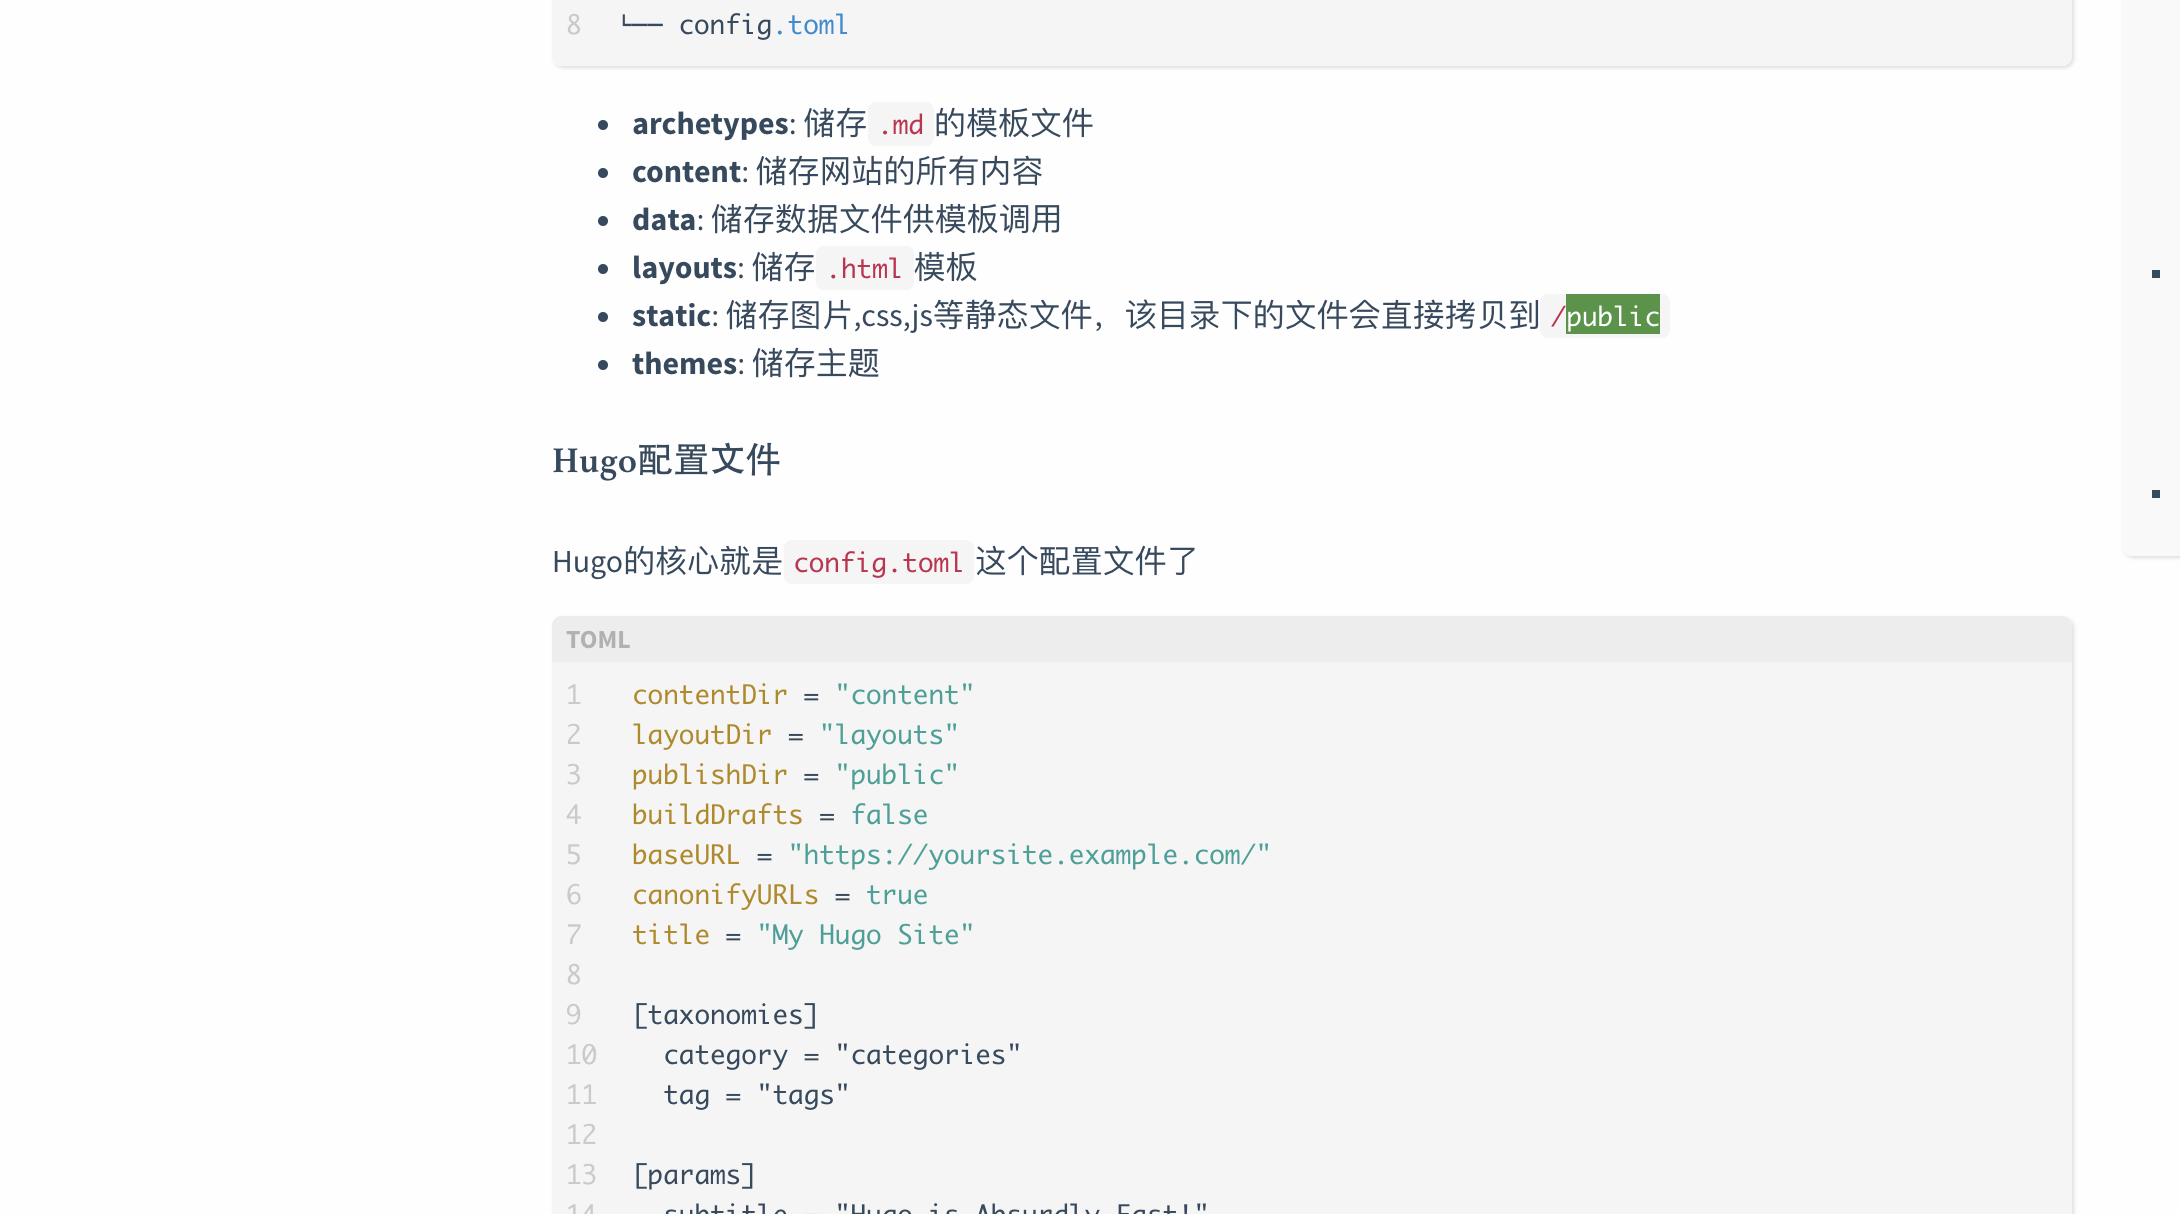 8 └── config.toml
• archetypes: 储存 .md 的模板文件
• content: 储存网站的所有内容
• data: 储存数据文件供模板调用
• layouts: 储存 .html 模板
• static: 储存图片,css,js等静态文件，该目录下的文件会直接拷贝到 /public
• themes: 储存主题
Hugo配置文件
Hugo的核心就是 config.toml 这个配置文件了
TOML
1 contentDir = "content"
2 layoutDir = "layouts"
3 publishDir = "public"
4 buildDrafts = false
5 baseURL = "https://yoursite.example.com/"
6 canonifyURLs = true
7 title = "My Hugo Site"
8
9 [taxonomies]
10   category = "categories"
11   tag = "tags"
12
13 [params]
14   subtitle = "Hugo is Absurdly Fast!"